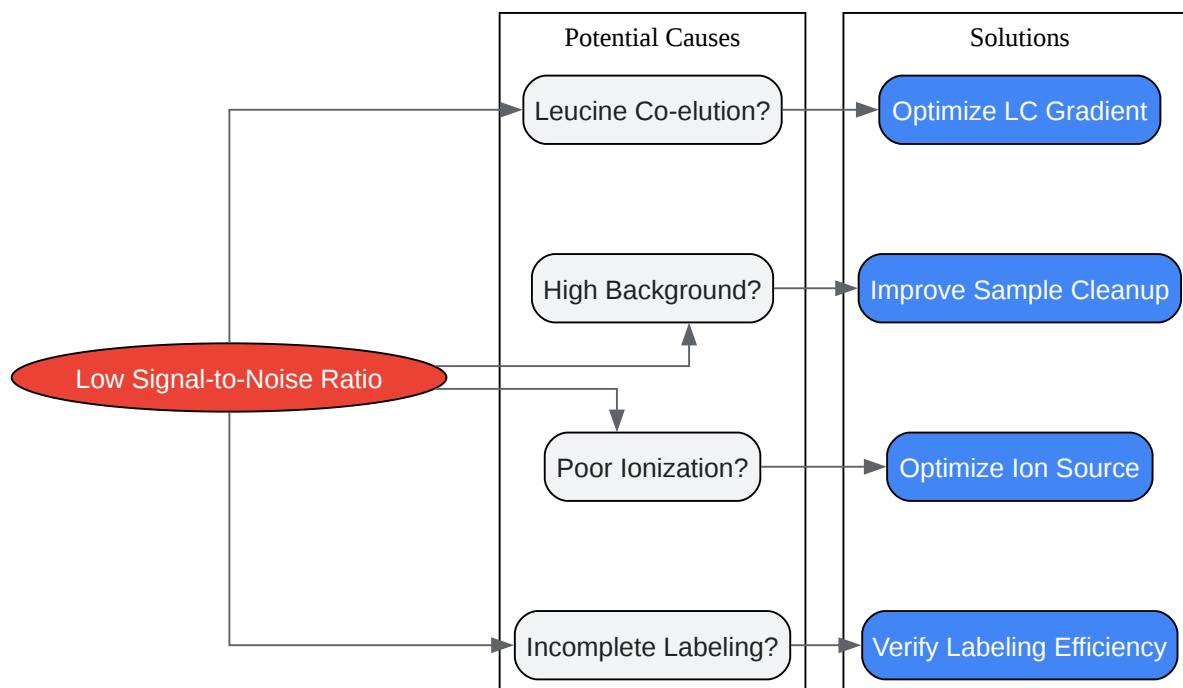 Potential Causes
Solutions
Leucine Co-elution?
Optimize LC Gradient
High Background?
Improve Sample Cleanup
Low Signal-to-Noise Ratio
Poor Ionization?
Optimize Ion Source
Incomplete Labeling?
Verify Labeling Efficiency